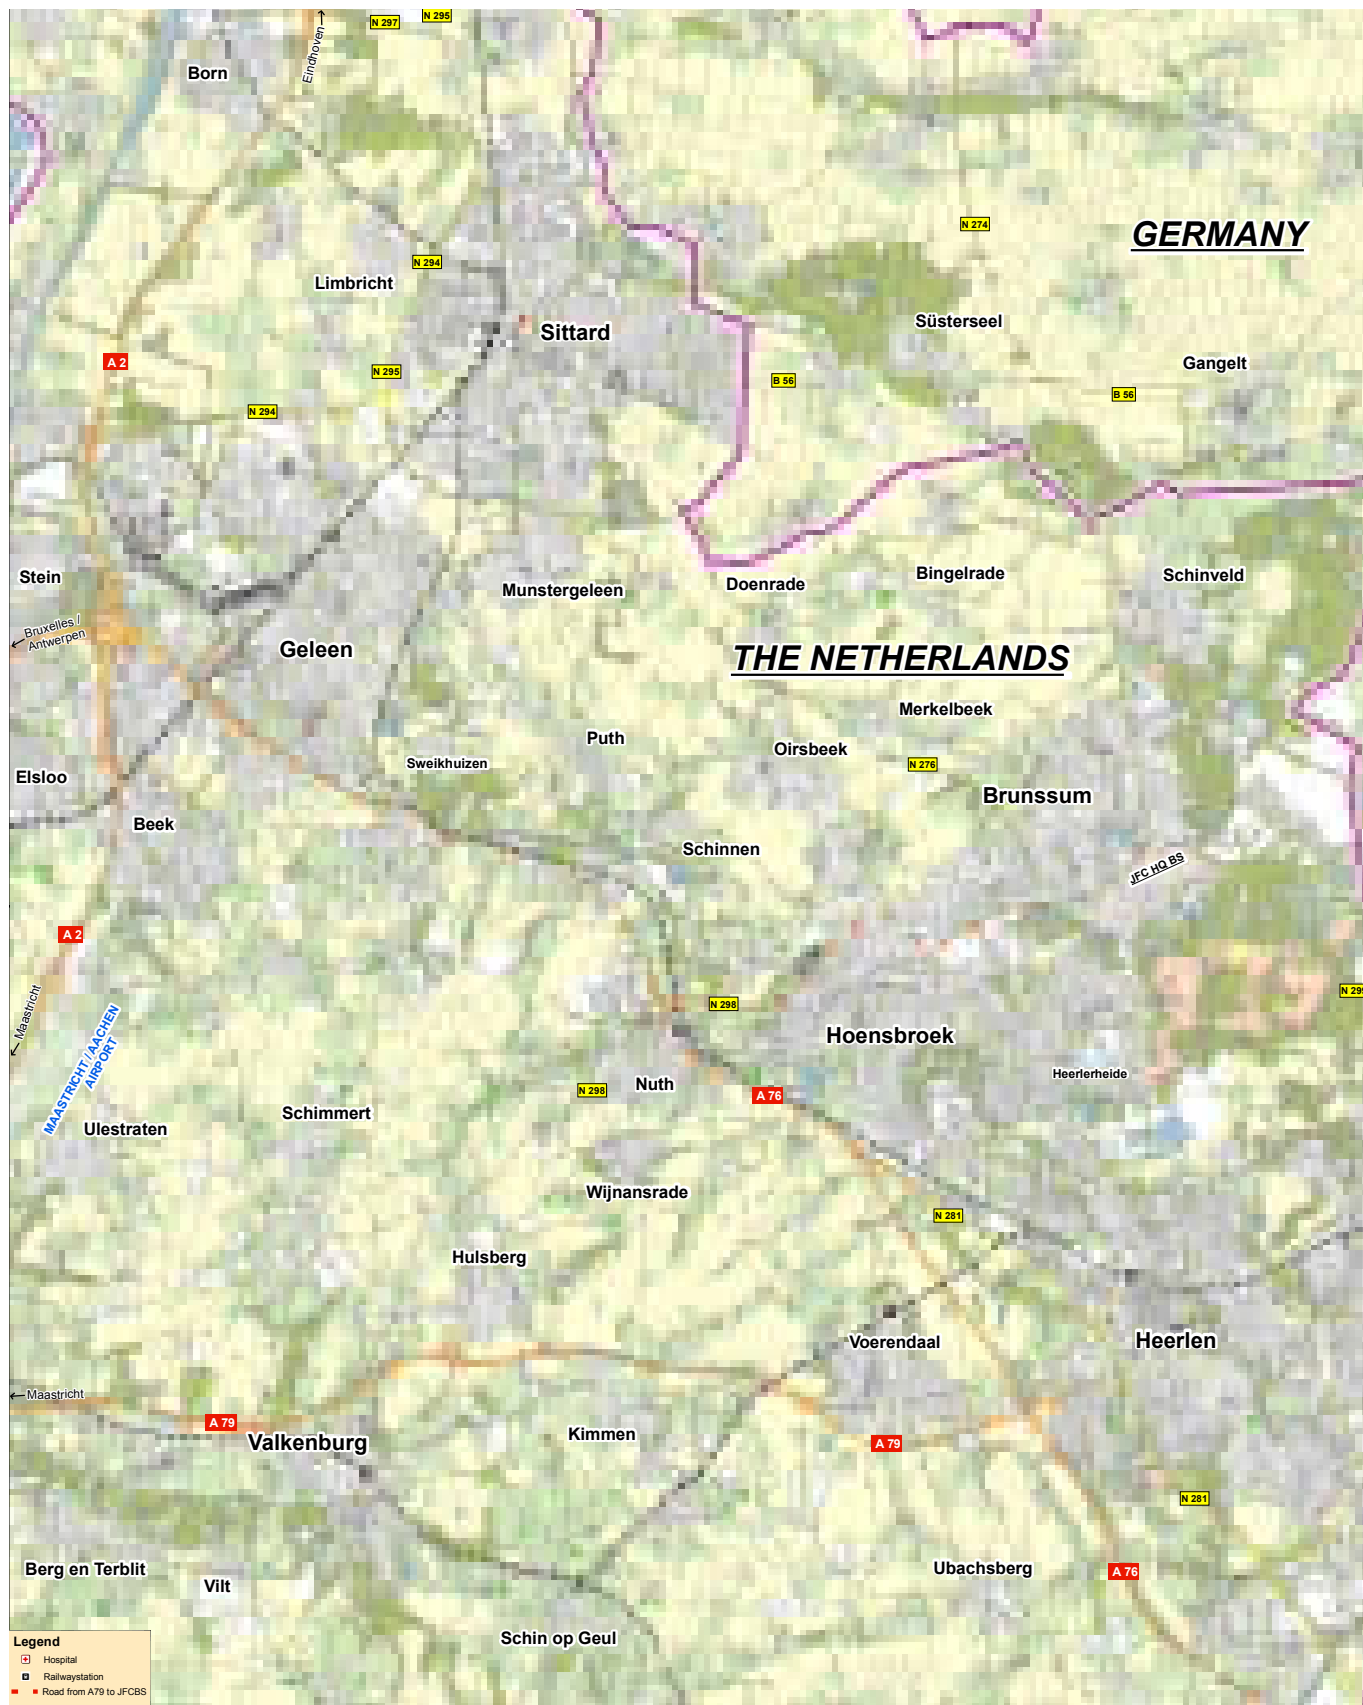 N 297
N 295
Eindhoven
Born
N 274
GERMANY
N 294
Limbricht
Sittard
Süsterseel
A 2
Gangelt
N 295
B 56
B 56
N 294
Stein
Munstergeleen
Doenrade
Bingelrade
Schinveld
Bruxelles /
Antwerpen
Geleen
THE NETHERLANDS
Merkelbeek
Puth
Oirsbeek
Sweikhuizen
N 276
Elsloo
Brunssum
Beek
Schinnen
JFC HQ BS
A 2
Maastricht
N 298
N 299
MAASTRICHT / AACHEN
AIRPORT
Hoensbroek
Heerlerheide
Nuth
N 298
A 76
Schimmert
Ulestraten
Wijnansrade
N 281
Hulsberg
Voerendaal
Heerlen
Maastricht
A 79
Valkenburg
Kimmen
A 79
N 281
Berg en Terblit
Vilt
Ubachsberg
A 76
Schin op Geul
Legend
Hospital
Railwaystation
Road from A79 to JFCBS